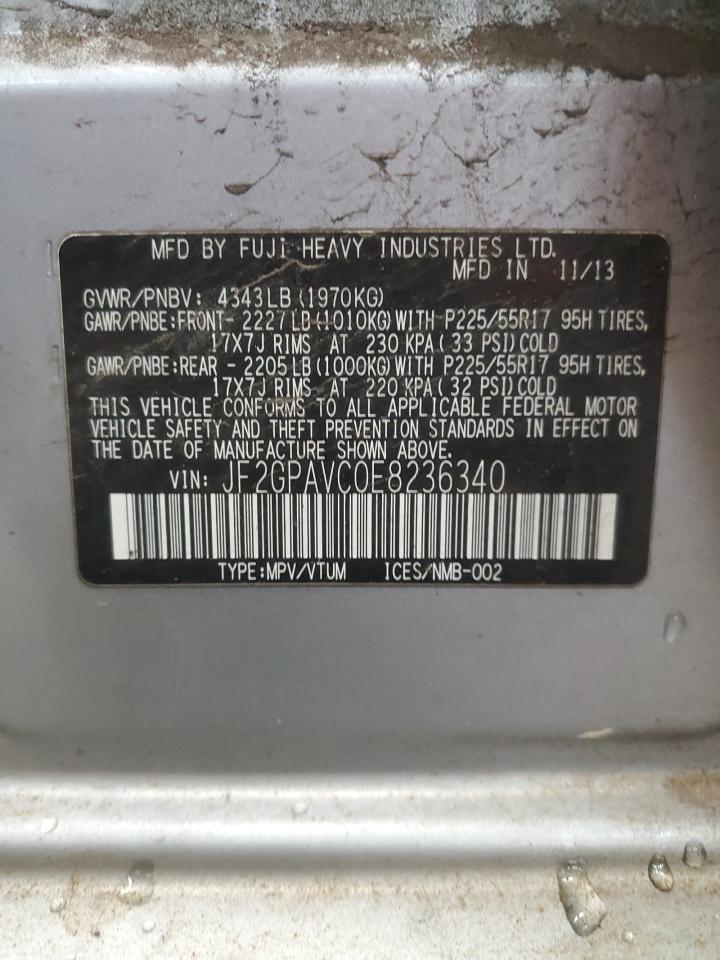 MFD BY FUJI HEAVY INDUSTRIES LTD.
MFD IN 11/13
GVWR/PNBV: 4343LB(1970KG)
GAWR/PNBE:FRONT- 2227LB(1010KG)WITH P225/55R17 95H TIRES,
17X7J RIMS AT 230 KPA( 33 PSI)COLD
GAWR/PNBE:REAR - 2205LB(1000KG)WITH P225/55R17 95H TIRES,
17X7J RIMS AT 220 KPA( 32 PSI)COLD
THIS VEHICLE CONFORMS TO ALL APPLICABLE FEDERAL MOTOR
VEHICLE SAFETY AND THEFT PREVENTION STANDARDS IN EFFECT ON
THE DATE OF MANUFACTURE SHOWN ABOVE.
VIN: JF2GPAVC0E8236340
TYPE:MPV/VTUM ICES/NMB-002